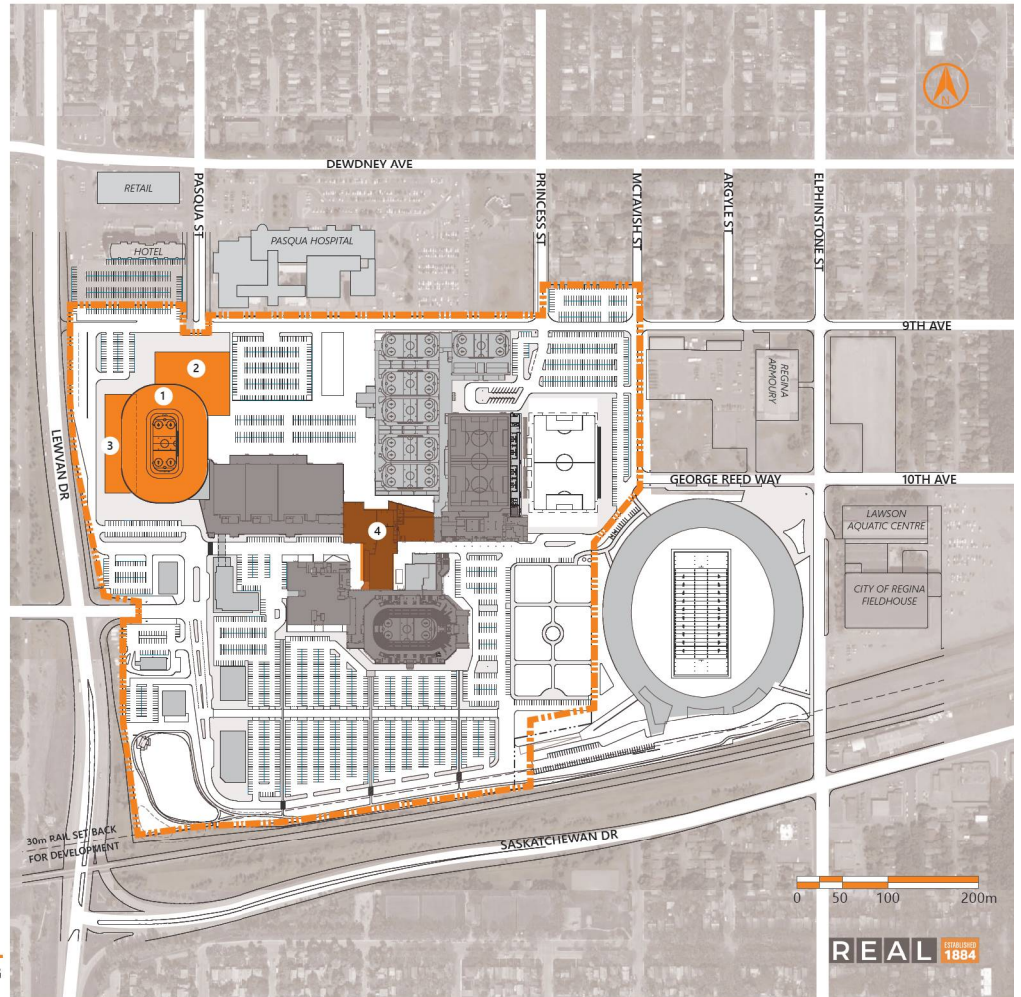 DEWDNEY AVE
RETAIL
PASQUA ST
PRINCESS ST
MCTAVISH ST
ARGYLE ST
ELPHINSTONE ST
PASQUA HOSPITAL
HOTEL
N
9TH AVE
REGINA
ARMOURY
2
1
3
LEWVAN DR
GEORGE REED WAY
10TH AVE
4
LAWSON
AQUATIC CENTRE
CITY OF REGINA
FIELDHOUSE
30m RAIL SET BACK
FOR DEVELOPMENT
SASKATCHEWAN DR
0 50 100 200m
REAL ESTABLISHED
1884